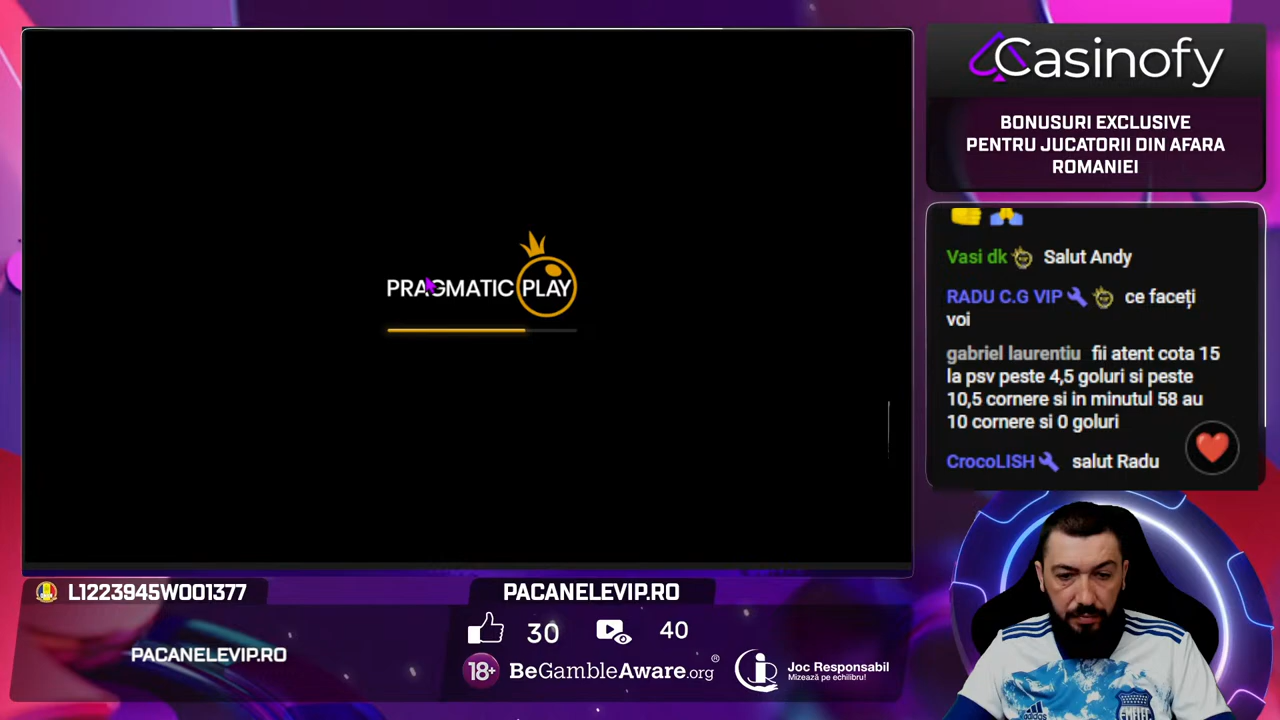 PRAGMATIC PLAY
Casinofy
BONUSURI EXCLUSIVE
PENTRU JUCATORII DIN AFARA
ROMANIEI
Vasi dk Salut Andy
RADU C.G VIP ce faceți
voi
gabriel laurentiu fii atent cota 15
la psv peste 4,5 goluri si peste
10,5 cornere si in minutul 58 au
10 cornere si 0 goluri
CrocoLISH salut Radu
L1223945W001377
PACANELEVIP.RO
30
40
PACANELEVIP.RO
18+ BeGambleAware.org®
Joc Responsabil
Mizează pe echilibru!
adidas
EMELEC